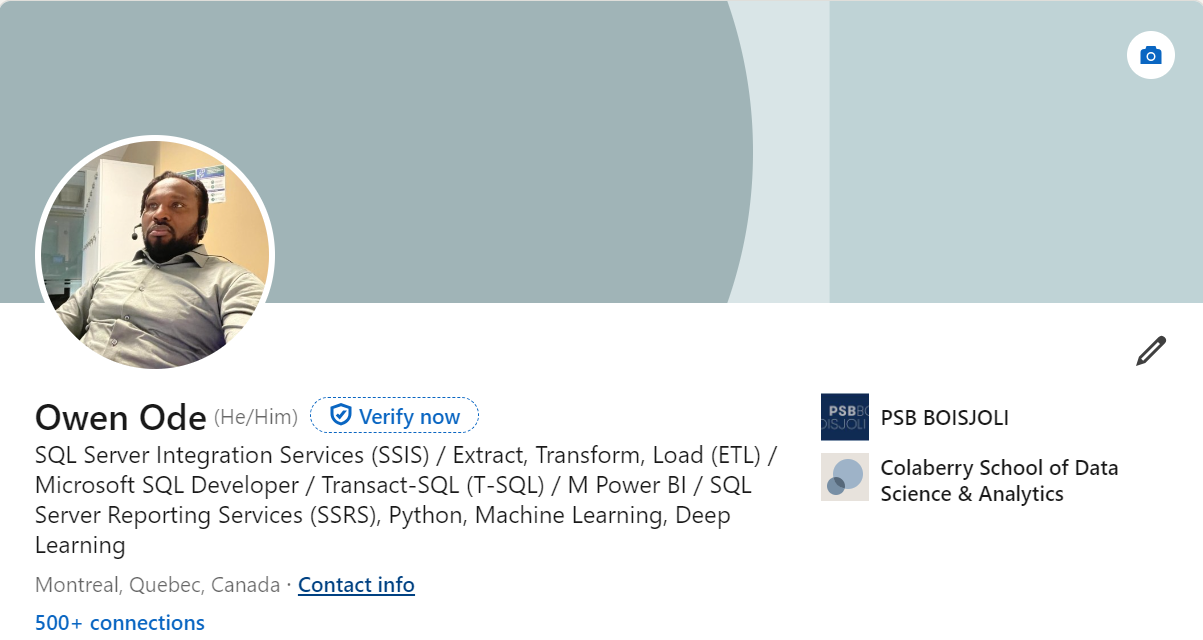 Owen Ode (He/Him) Verify now
SQL Server Integration Services (SSIS) / Extract, Transform, Load (ETL) /
Microsoft SQL Developer / Transact-SQL (T-SQL) / M Power BI / SQL
Server Reporting Services (SSRS), Python, Machine Learning, Deep
Learning
Montreal, Quebec, Canada · Contact info
500+ connections
PSBBO
OISJOLI
PSB BOISJOLI
Colaberry School of Data
Science & Analytics